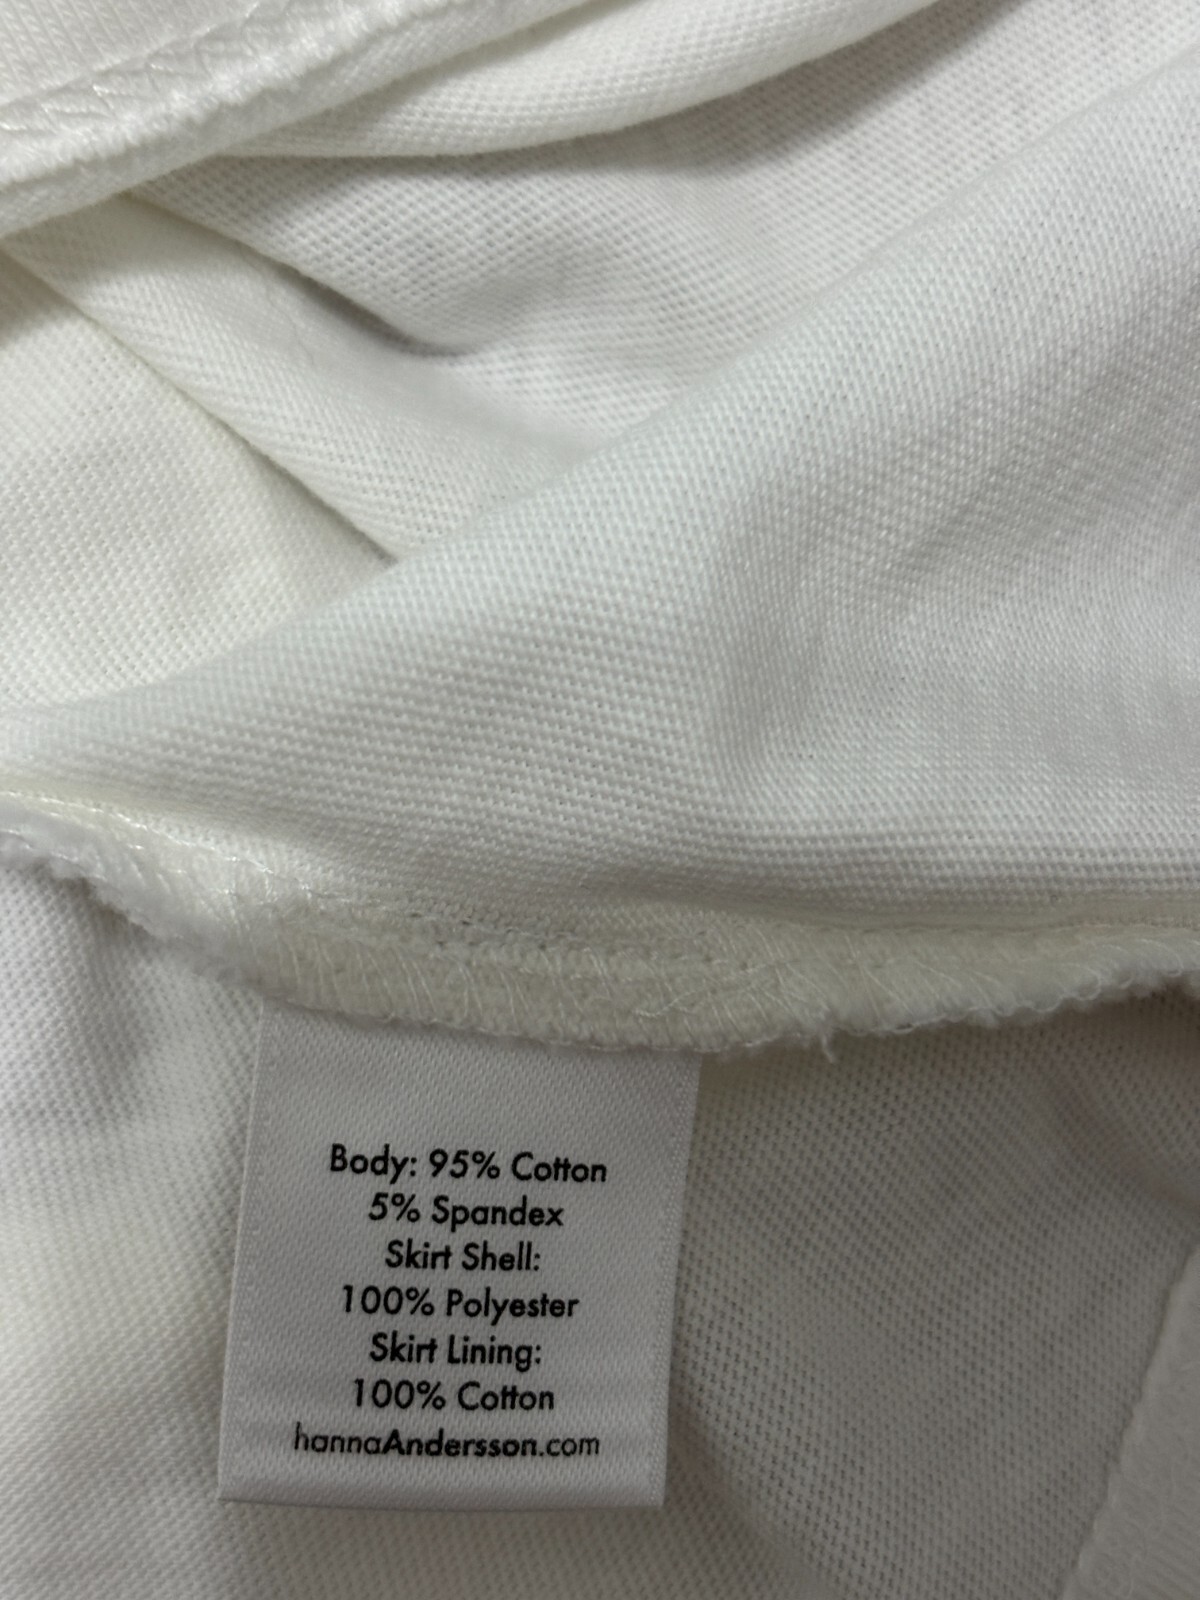 Body: 95% Cotton
5% Spandex
Skirt Shell:
100% Polyester
Skirt Lining:
100% Cotton
hannaAndersson.com